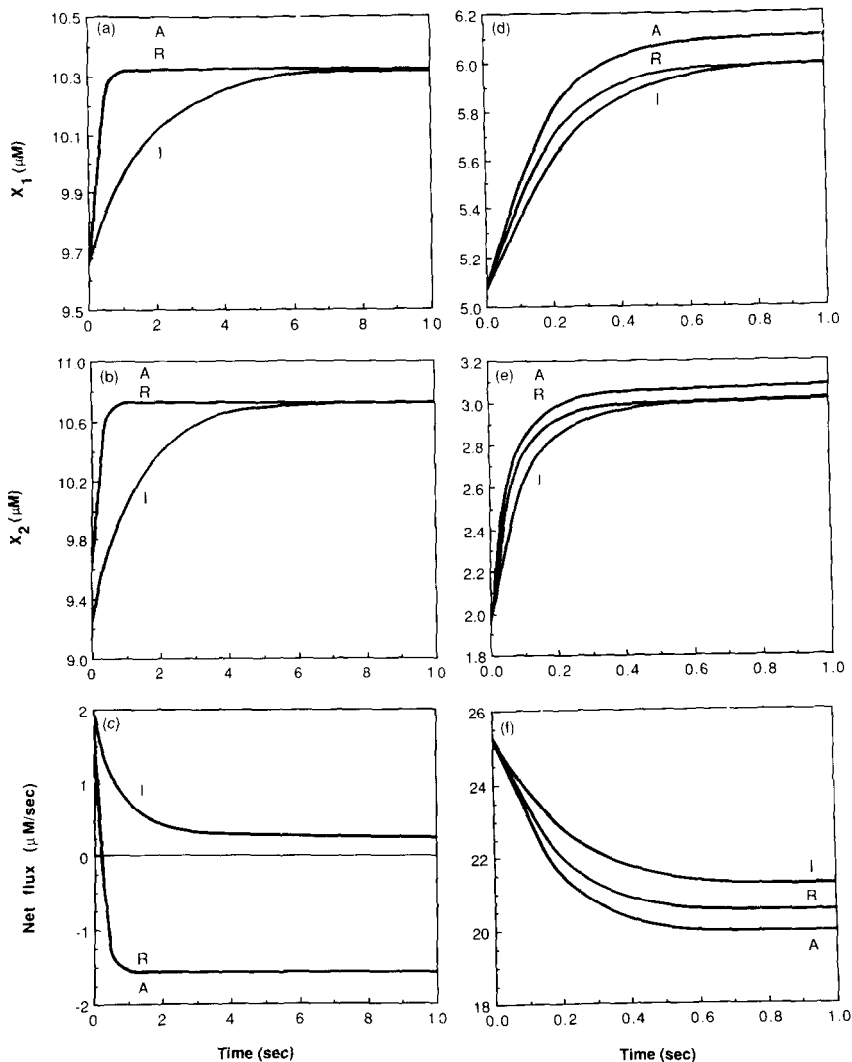 (a)
A
R
I
X1 (μM)
10.5
10.3
10.1
9.9
9.7
9.5
0 2 4 6 8 10
(d)
A
R
I
6.2
6.0
5.8
5.6
5.4
5.2
5.0
0.0 0.2 0.4 0.6 0.8 1.0
(b)
A
R
I
X2 (μM)
11.0
10.6
10.2
9.8
9.4
9.0
0 2 4 6 8 10
(e)
A
R
I
3.2
3.0
2.8
2.6
2.4
2.2
2.0
1.8
0.0 0.2 0.4 0.6 0.8 1.0
(c)
I
R
A
Net flux (μM/sec)
2
1
0
-1
-2
0 2 4 6 8 10
Time (sec)
(f)
I
R
A
26
24
22
20
18
0.0 0.2 0.4 0.6 0.8 1.0
Time (sec)